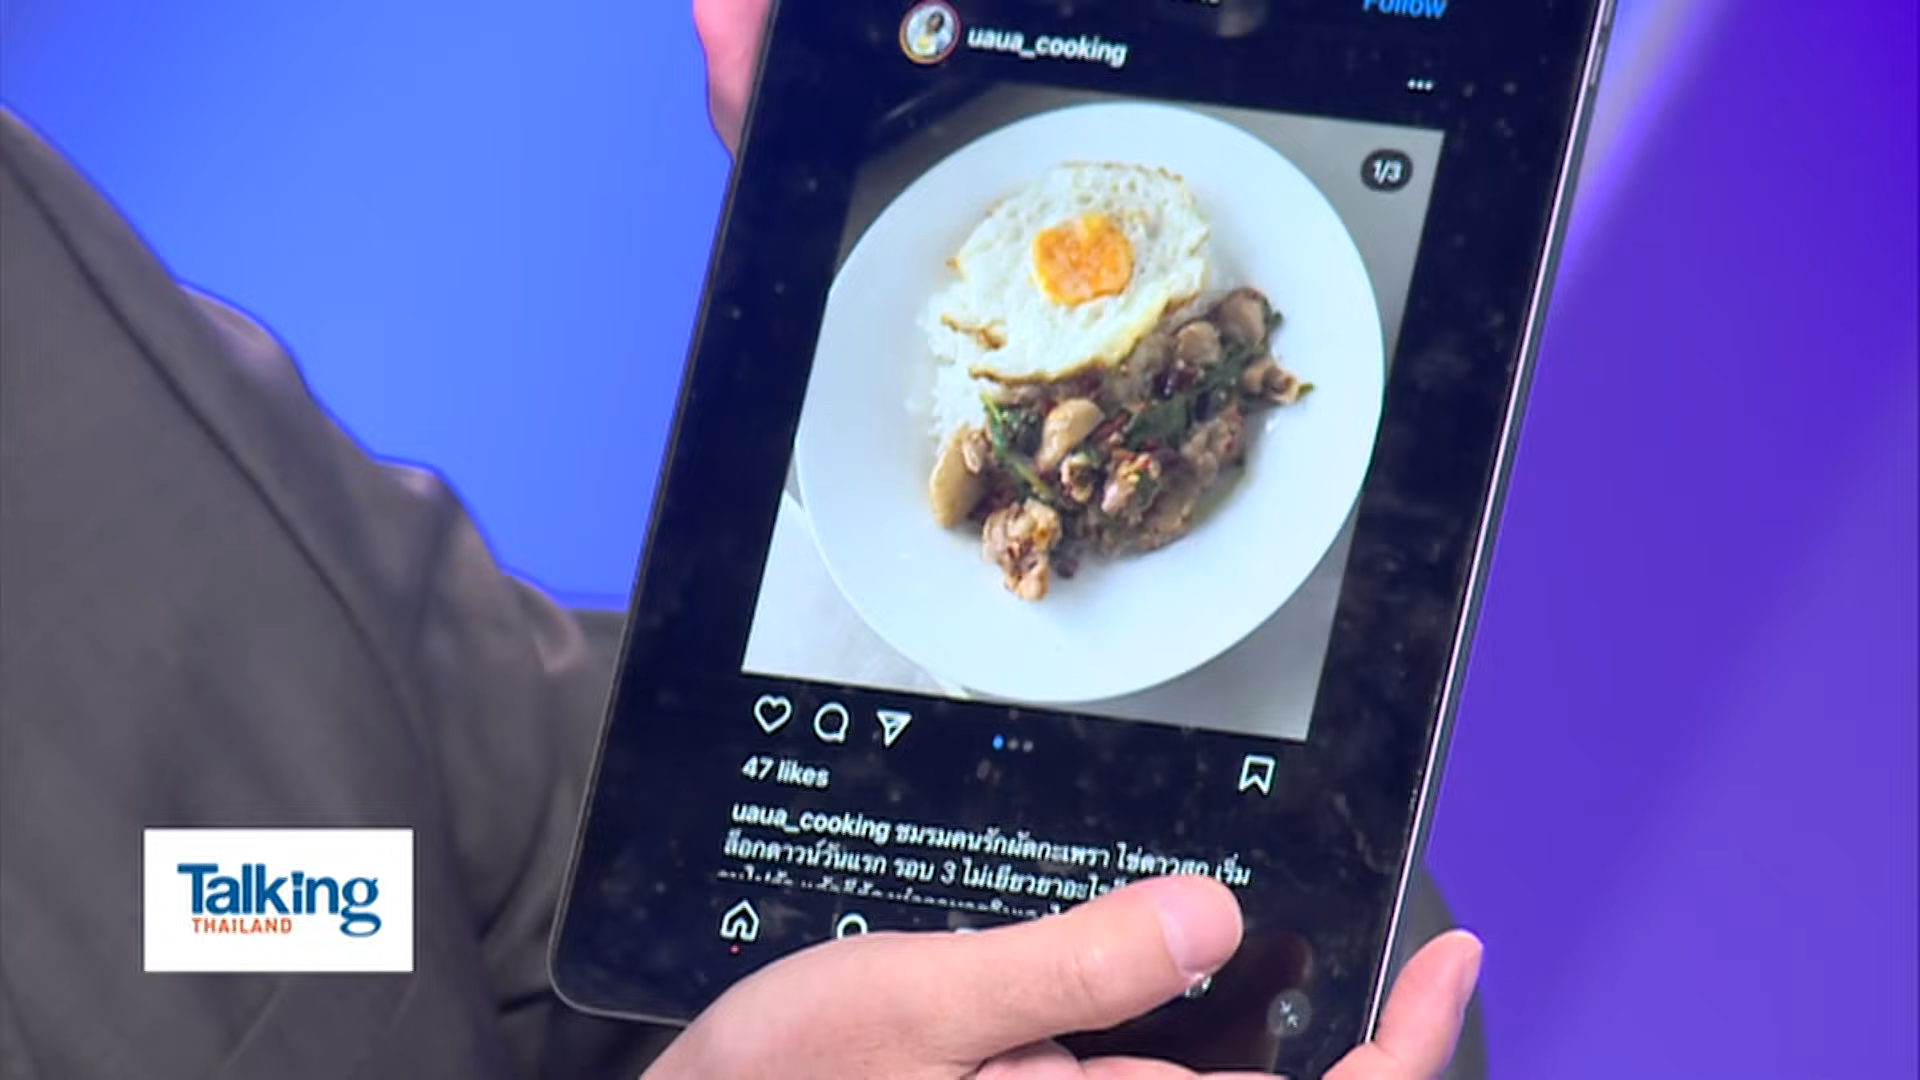 Follow
uaua_cooking
1/3
47 likes
uaua_cooking ชมรมคนรักผัดกะเพรา ไข่ดาวสุก เริ่ม
ล็อกดาวน์วันแรก รอบ 3 ไม่เยียวยาอะไร
Talking
THAILAND